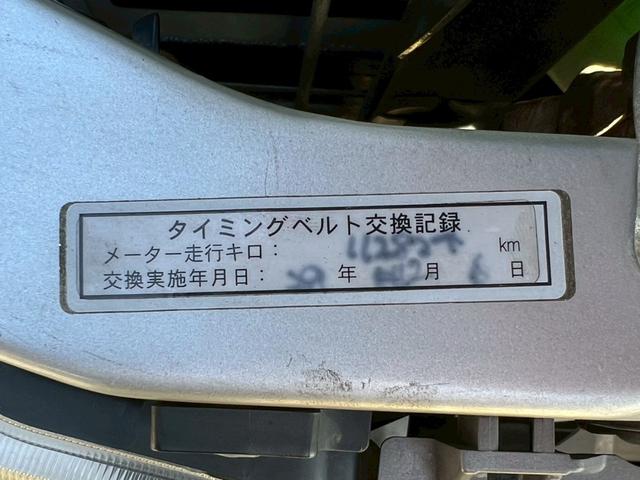 タイミングベルト交換記録
メーター走行キロ： km
交換実施年月日： 年 月 日